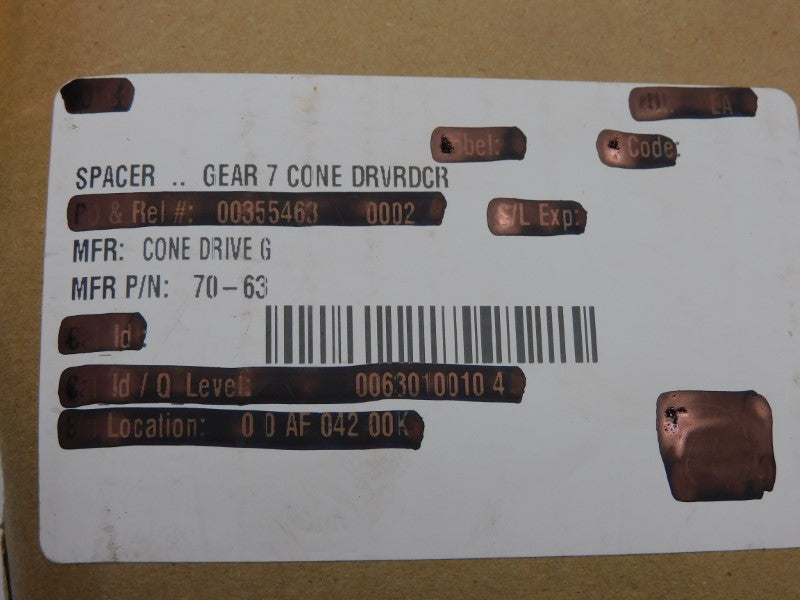 EA
Code:
SPACER .. GEAR 7 CONE DRVRDCR
& Rel #: 00355463 0002
/L Exp:
MFR: CONE DRIVE G
MFR P/N: 70-63
Id:
Id / Q Level: 0063010010 4
Location: 0 D AF 042 00K